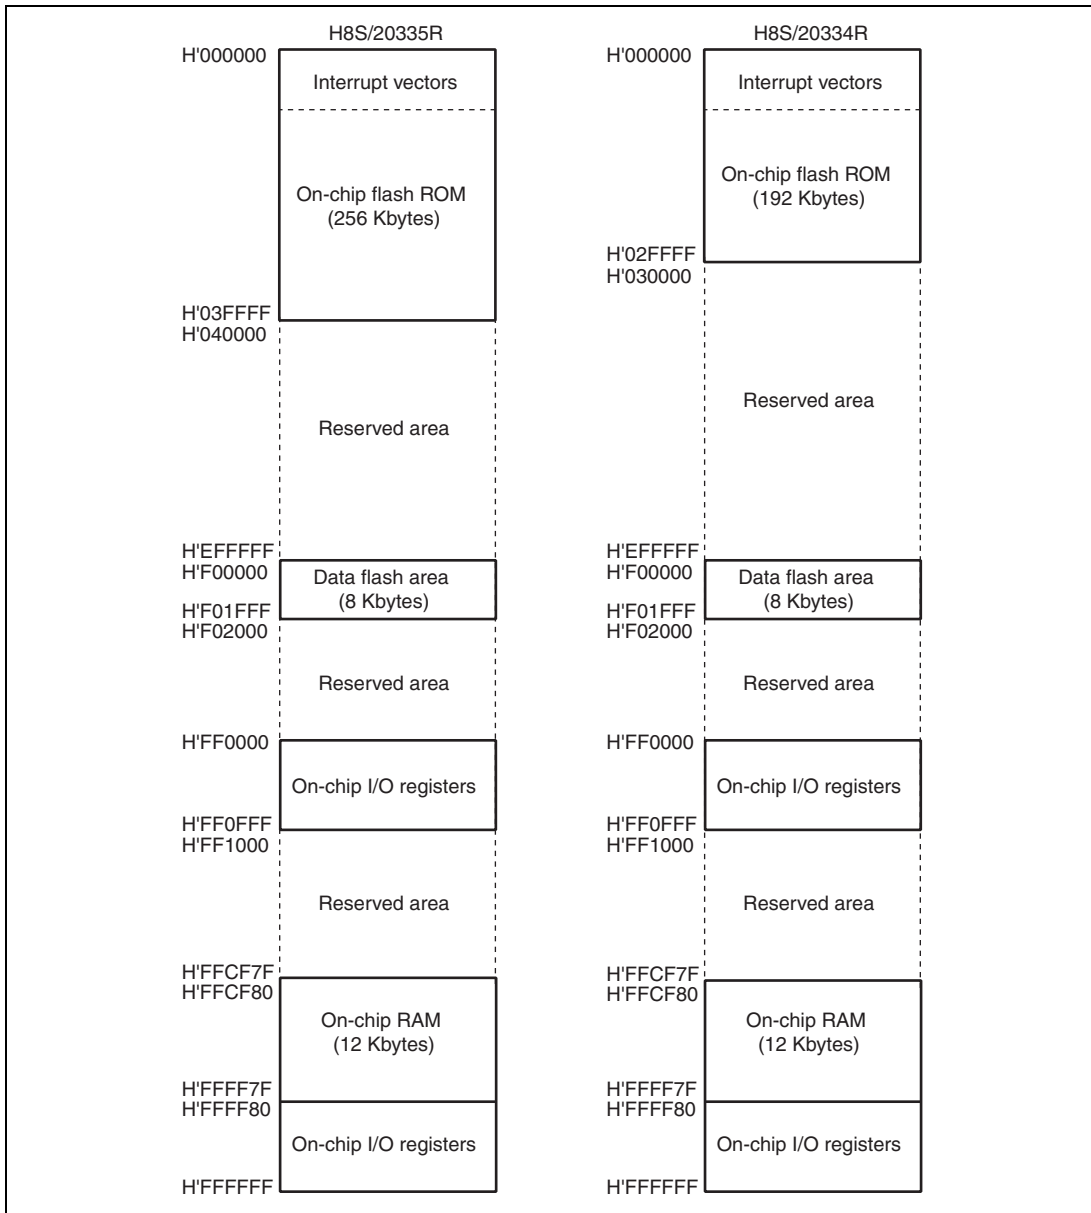 H8S/20335R
H'000000
Interrupt vectors
On-chip flash ROM
(256 Kbytes)
H'03FFFF
H'040000
Reserved area
H'EFFFFF
H'F00000
Data flash area
(8 Kbytes)
H'F01FFF
H'F02000
Reserved area
H'FF0000
On-chip I/O registers
H'FF0FFF
H'FF1000
Reserved area
H'FFCF7F
H'FFCF80
On-chip RAM
(12 Kbytes)
H'FFFF7F
H'FFFF80
On-chip I/O registers
H'FFFFFF
H8S/20334R
H'000000
Interrupt vectors
On-chip flash ROM
(192 Kbytes)
H'02FFFF
H'030000
Reserved area
H'EFFFFF
H'F00000
Data flash area
(8 Kbytes)
H'F01FFF
H'F02000
Reserved area
H'FF0000
On-chip I/O registers
H'FF0FFF
H'FF1000
Reserved area
H'FFCF7F
H'FFCF80
On-chip RAM
(12 Kbytes)
H'FFFF7F
H'FFFF80
On-chip I/O registers
H'FFFFFF